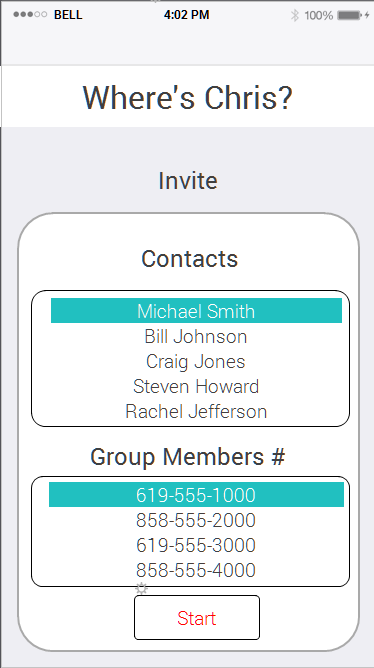 BELL 4:02 PM 100%
Where's Chris?
Invite
Contacts
Michael Smith
Bill Johnson
Craig Jones
Steven Howard
Rachel Jefferson
Group Members #
619-555-1000
858-555-2000
619-555-3000
858-555-4000
Start